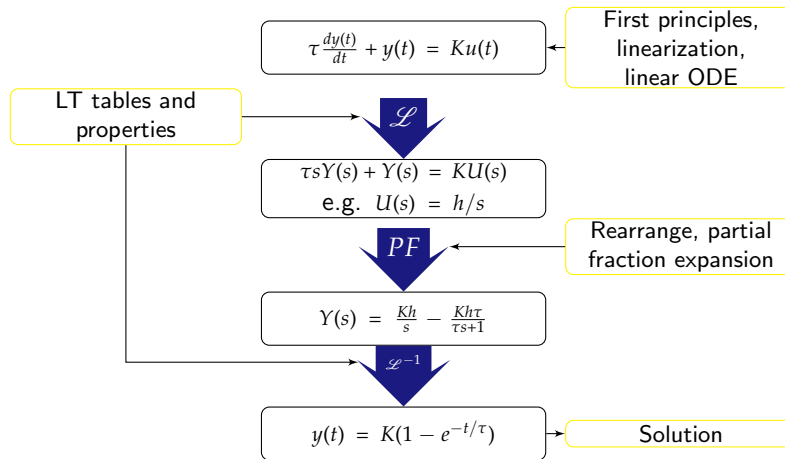 First principles,
linearization,
linear ODE
τ dy(t)/dt + y(t) = Ku(t)
LT tables and
properties
ℒ
τsY(s) + Y(s) = KU(s)
e.g. U(s) = h/s
PF
Rearrange, partial
fraction expansion
Y(s) = Kh/s − Khτ/(τs+1)
ℒ⁻¹
y(t) = K(1 − e^{−t/τ})
Solution